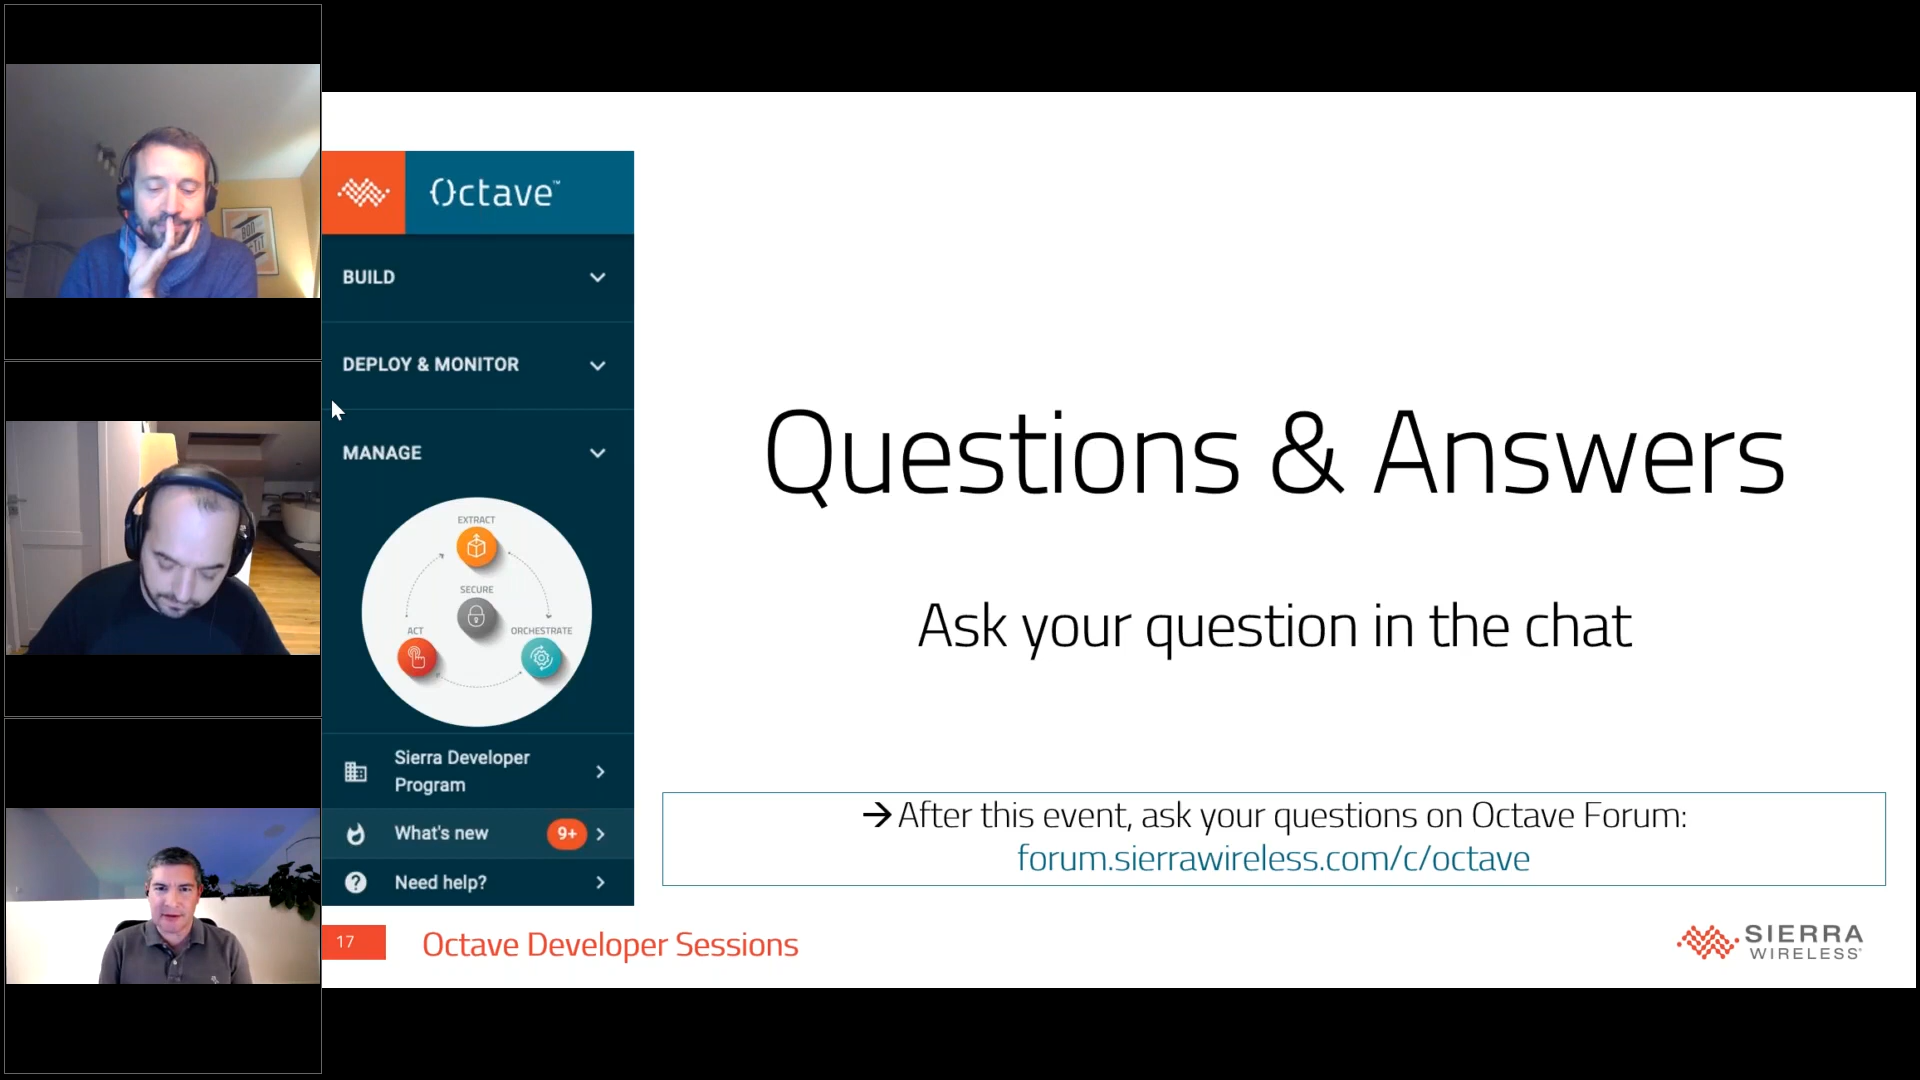 BON
Octave™
BUILD
DEPLOY & MONITOR
MANAGE
EXTRACT
SECURE
ACT
ORCHESTRATE
Sierra Developer
Program
What's new 9+
Need help?
Questions & Answers
Ask your question in the chat
→ After this event, ask your questions on Octave Forum:
forum.sierrawireless.com/c/octave
17
Octave Developer Sessions
SIERRA
WIRELESS